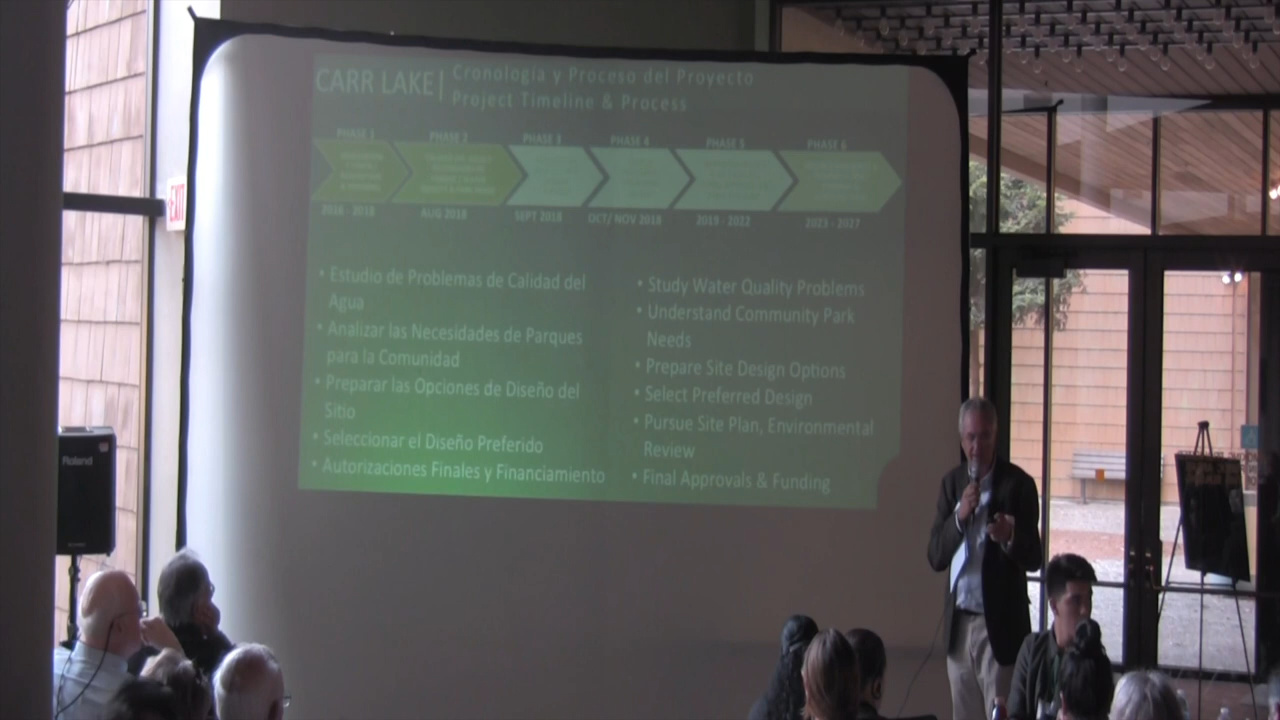 CARR LAKE|
Cronología y Proceso del Proyecto
Project Timeline & Process
PHASE 1
PHASE 2
PHASE 3
PHASE 4
PHASE 5
PHASE 6
2016 - 2018
AUG 2018
SEPT 2018
OCT/ NOV 2018
2019 - 2022
2023 - 2027
• Estudio de Problemas de Calidad del
Agua
• Analizar las Necesidades de Parques
para la Comunidad
• Preparar las Opciones de Diseño del
Sitio
• Seleccionar el Diseño Preferido
• Autorizaciones Finales y Financiamiento
• Study Water Quality Problems
• Understand Community Park
Needs
• Prepare Site Design Options
• Select Preferred Design
• Pursue Site Plan, Environmental
Review
• Final Approvals & Funding
EXIT
Roland